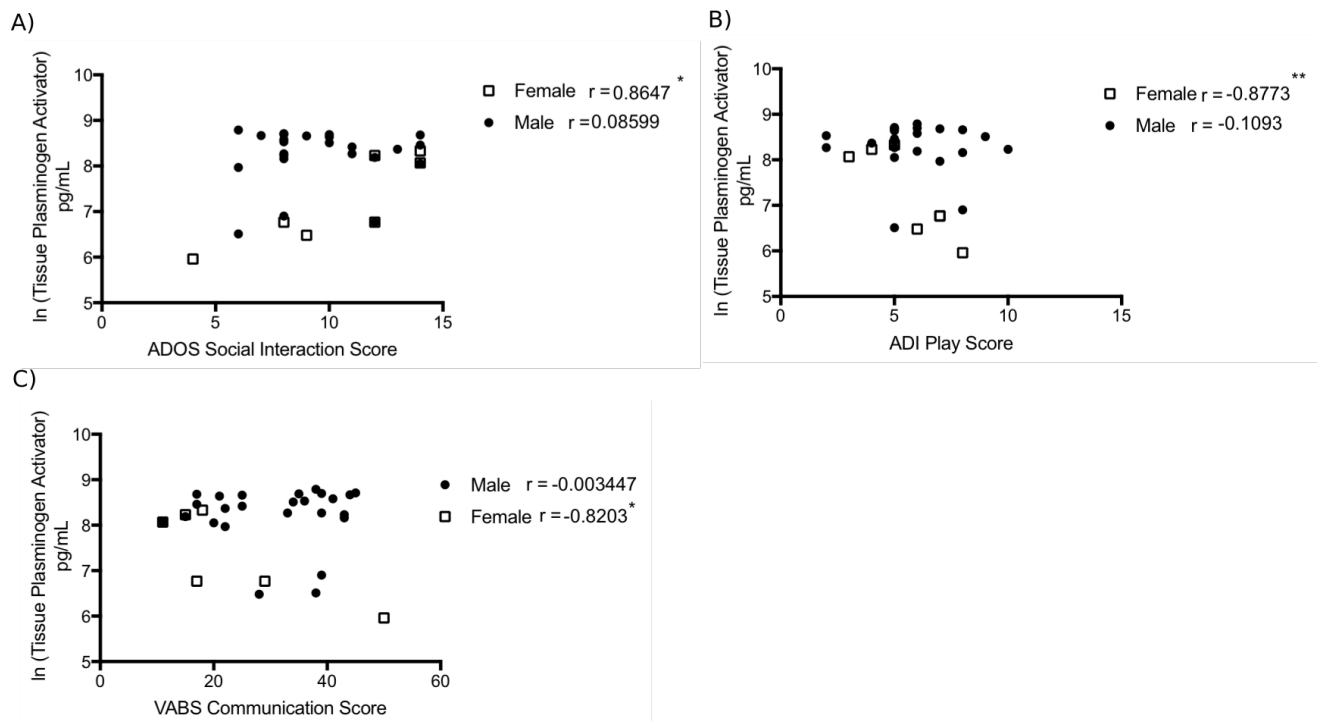 A)
ln (Tissue Plasminogen Activator)
pg/mL
10
9
8
7
6
5
0
5
10
15
ADOS Social Interaction Score
Female r =0.8647 *
Male r=0.08599
B)
ln (Tissue Plasminogen Activator)
pg/mL
10
9
8
7
6
5
0
5
10
15
ADI Play Score
Female r =-0.8773 **
Male r =-0.1093
C)
ln (Tissue Plasminogen Activator)
pg/mL
10
9
8
7
6
5
0
20
40
60
VABS Communication Score
Male r =-0.003447
Female r =-0.8203 *